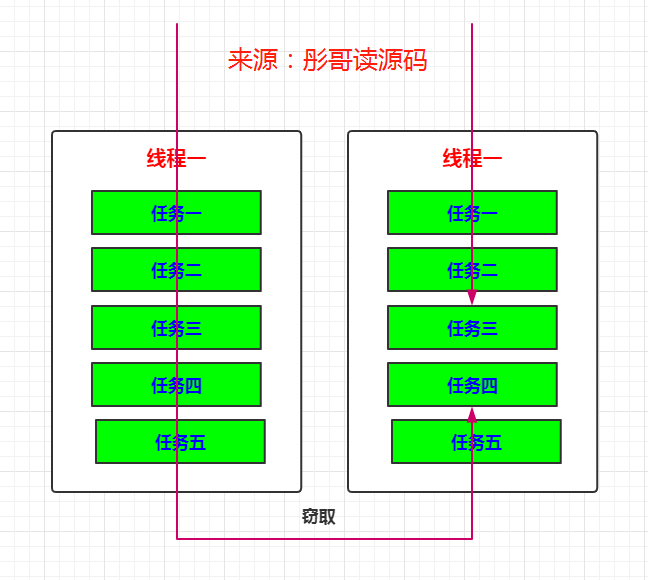 来源：彤哥读源码
线程一
任务一
任务二
任务三
任务四
任务五
线程一
任务一
任务二
任务三
任务四
任务五
窃取